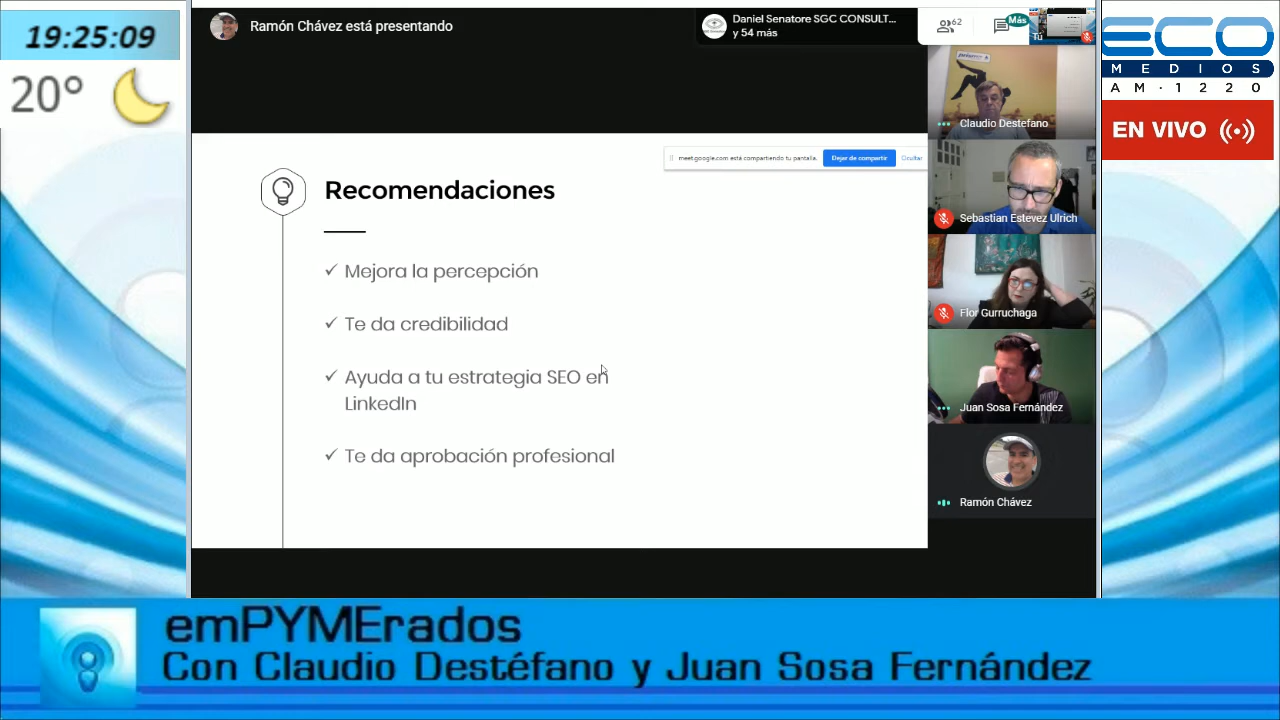 19:25:09
20°
Ramón Chávez está presentando
Daniel Senatore SGC CONSULT...
y 54 más
62
Más
Tú
ECO
MEDIOS
AM·1220
EN VIVO
meet.google.com está compartiendo tu pantalla.
Dejar de compartir
Ocultar
Recomendaciones
✓ Mejora la percepción
✓ Te da credibilidad
✓ Ayuda a tu estrategia SEO en
LinkedIn
✓ Te da aprobación profesional
Claudio Destefano
Sebastian Estevez Ulrich
Flor Gurruchaga
Juan Sosa Fernández
Ramón Chávez
emPYMErados
Con Claudio Destéfano y Juan Sosa Fernández